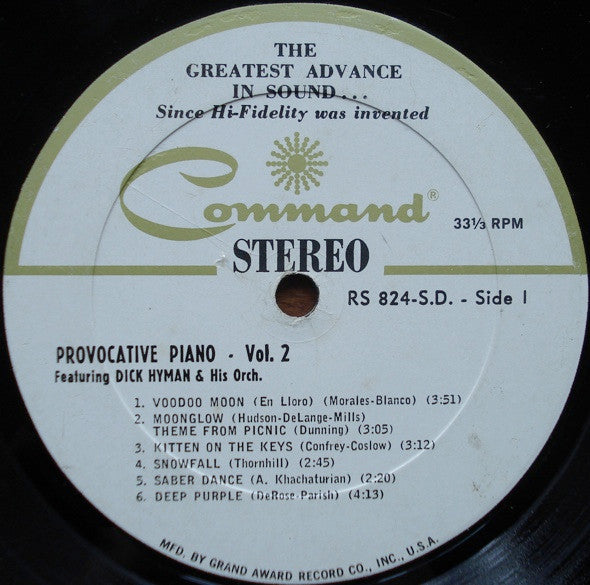 THE
GREATEST ADVANCE
IN SOUND...
Since Hi-Fidelity was invented
Command®
33⅓ RPM
STEREO
RS 824-S.D. - Side 1
PROVOCATIVE PIANO - Vol. 2
Featuring DICK HYMAN & His Orch.
1. VOODOO MOON (En Lloro) (Morales-Blanco) (3:51)
2. MOONGLOW (Hudson-DeLange-Mills)
THEME FROM PICNIC (Dunning) (3:05)
3. KITTEN ON THE KEYS (Confrey-Coslow) (3:12)
4. SNOWFALL (Thornhill) (2:45)
5. SABER DANCE (A. Khachaturian) (2:20)
6. DEEP PURPLE (DeRose-Parish) (4:13)
MFD. BY GRAND AWARD RECORD CO., INC., U.S.A.